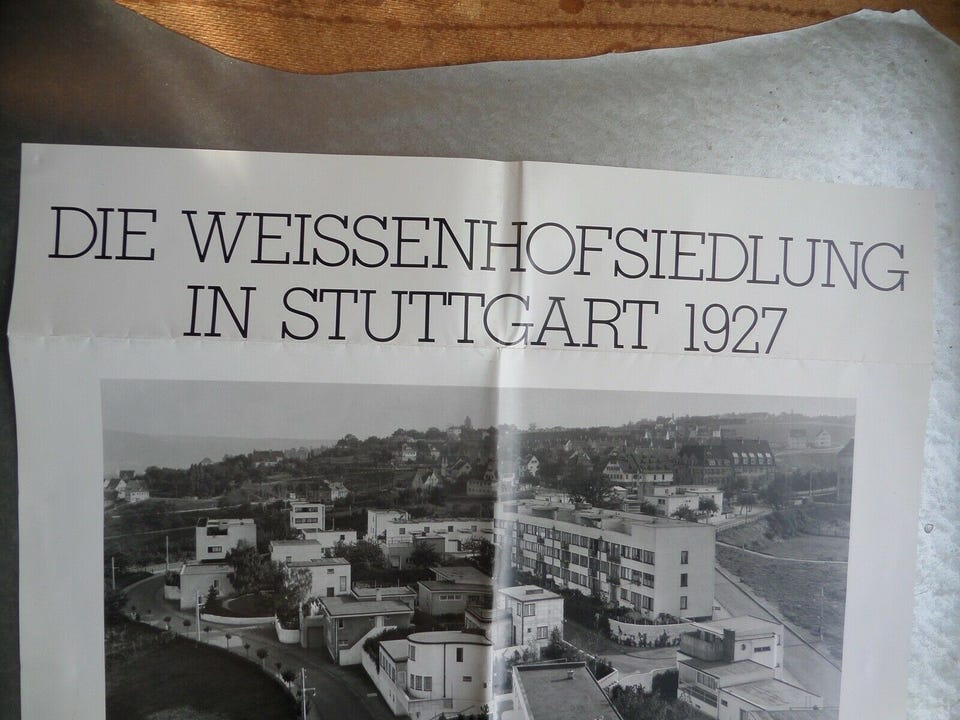 DIE WEISSENHOFSIEDLUNG
IN STUTTGART 1927